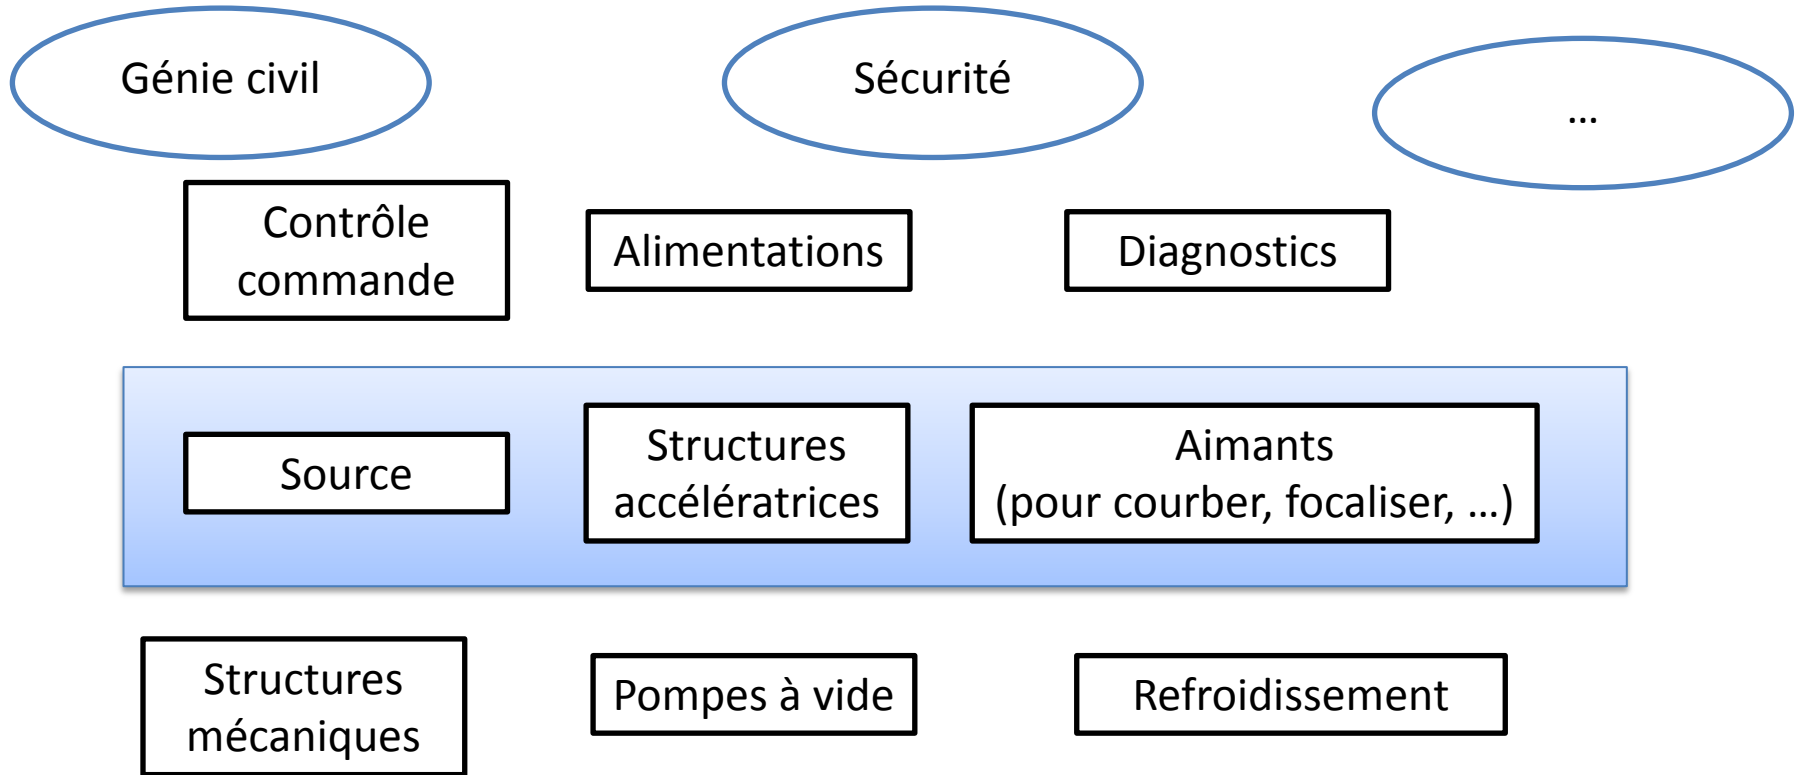 Génie civil
Sécurité
...
Contrôle
commande
Alimentations
Diagnostics
Source
Structures
accélératrices
Aimants
(pour courber, focaliser, ...)
Structures
mécaniques
Pompes à vide
Refroidissement